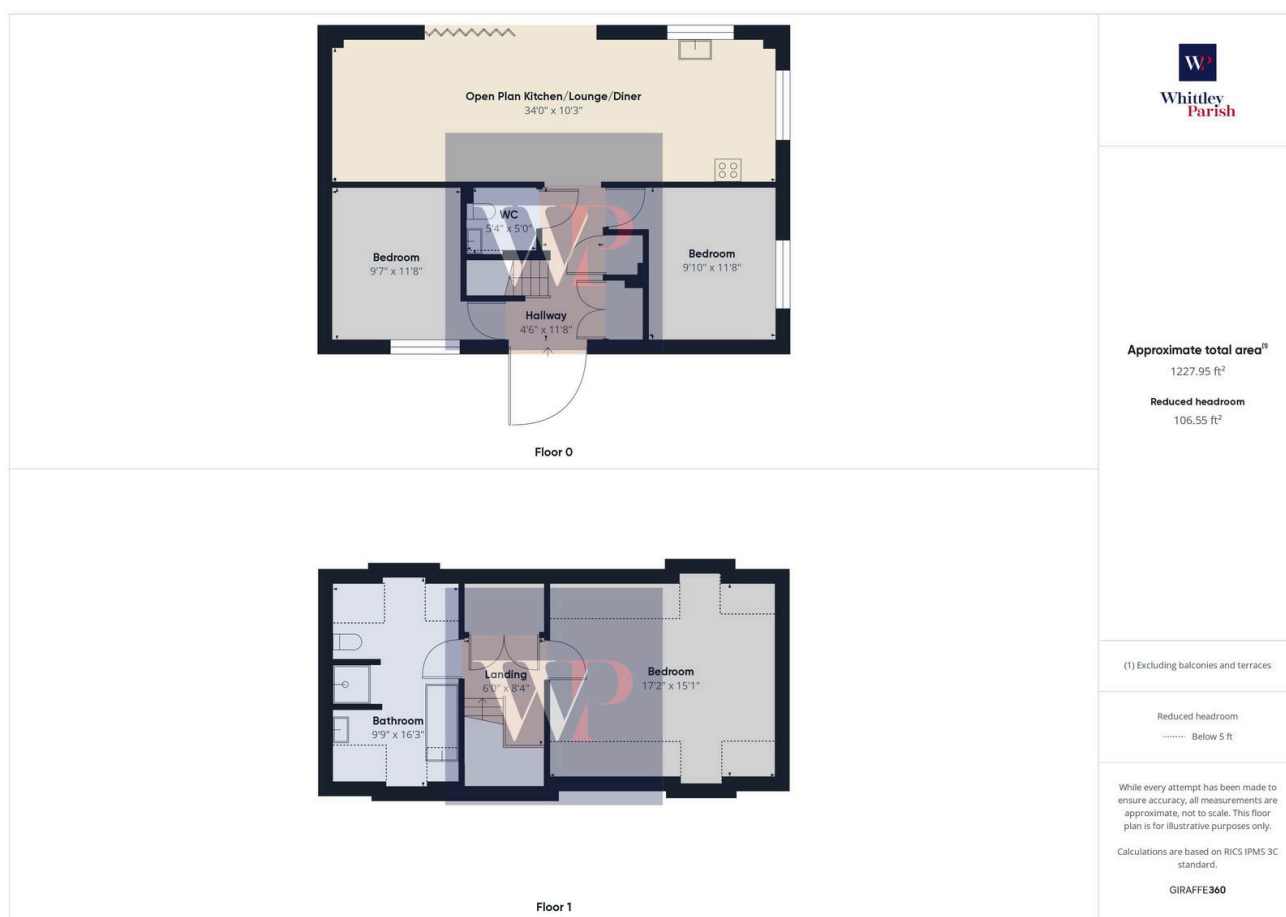 Open Plan Kitchen/Lounge/Diner
34'0" x 10'3"
WC
5'4" x 5'0"
Bedroom
9'7" x 11'8"
Bedroom
9'10" x 11'8"
Hallway
4'6" x 11'8"
WP
Floor 0
Landing
6'0" x 8'4"
Bedroom
17'2" x 15'1"
Bathroom
9'9" x 16'3"
WP
Floor 1
WP
Whittley
Parish
Approximate total area(1)
1227.95 ft²
Reduced headroom
106.55 ft²
(1) Excluding balconies and terraces
Reduced headroom
Below 5 ft
While every attempt has been made to
ensure accuracy, all measurements are
approximate, not to scale. This floor
plan is for illustrative purposes only.
Calculations are based on RICS IPMS 3C
standard.
GIRAFFE360